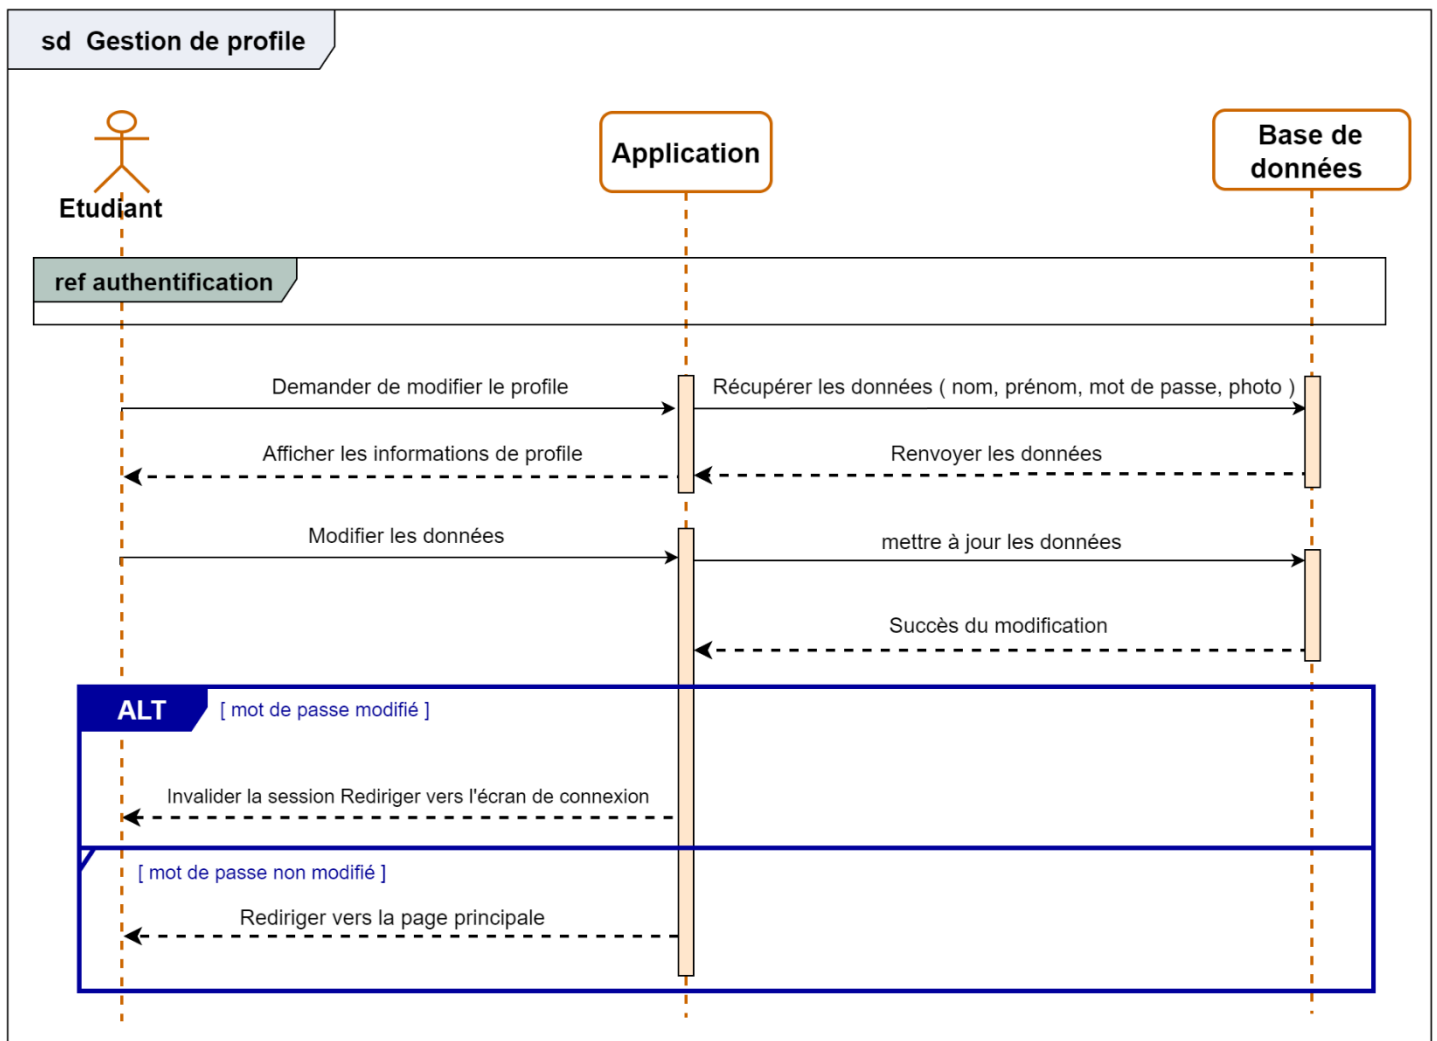 sd Gestion de profile
Etudiant
Application
Base de
données
ref authentification
Demander de modifier le profile
Récupérer les données ( nom, prénom, mot de passe, photo )
Afficher les informations de profile
Renvoyer les données
Modifier les données
mettre à jour les données
Succès du modification
ALT
[ mot de passe modifié ]
Invalider la session Rediriger vers l'écran de connexion
[ mot de passe non modifié ]
Rediriger vers la page principale